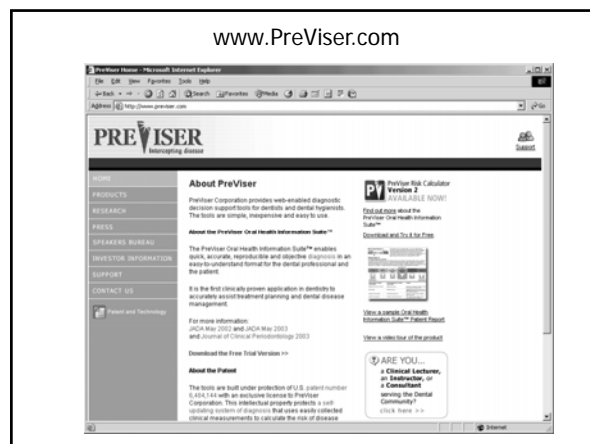 www.PreViser.com
PreViser Home - Microsoft Internet Explorer
File Edit View Favorites Tools Help
Back Search Favorites Media
Address http://www.previser.com Go
PREVISER
Intercepting disease
Support
HOME
PRODUCTS
RESEARCH
PRESS
SPEAKERS BUREAU
INVESTOR INFORMATION
SUPPORT
CONTACT US
Patent and Technology
About PreViser
PreViser Corporation provides web-enabled diagnostic
decision support tools for dentists and dental hygienists.
The tools are simple, inexpensive and easy to use.
About the PreViser Oral Health Information Suite™
The PreViser Oral Health Information Suite™ enables
quick, accurate, reproducible and objective diagnosis in an
easy-to-understand format for the dental professional and
the patient.
It is the first clinically proven application in dentistry to
accurately assist treatment planning and dental disease
management.
For more information:
JADA May 2002 and JADA May 2003
and Journal of Clinical Periodontology 2003
Download the Free Trial Version >>
About the Patent
The tools are built under protection of U.S. patent number
6,484,144 with an exclusive license to PreViser
Corporation. This intellectual property protects a self-
updating system of diagnosis that uses easily collected
clinical measurements to calculate the risk of disease
PV
PreViser Risk Calculator
Version 2
AVAILABLE NOW!
Find out more about the
PreViser Oral Health Information
Suite™
Download and Try it for Free
View a sample Oral Health
Information Suite™ Patient Report
View a video tour of the product
ARE YOU...
a Clinical Lecturer,
an Instructor, or
a Consultant
serving the Dental
Community?
click here >>
Internet